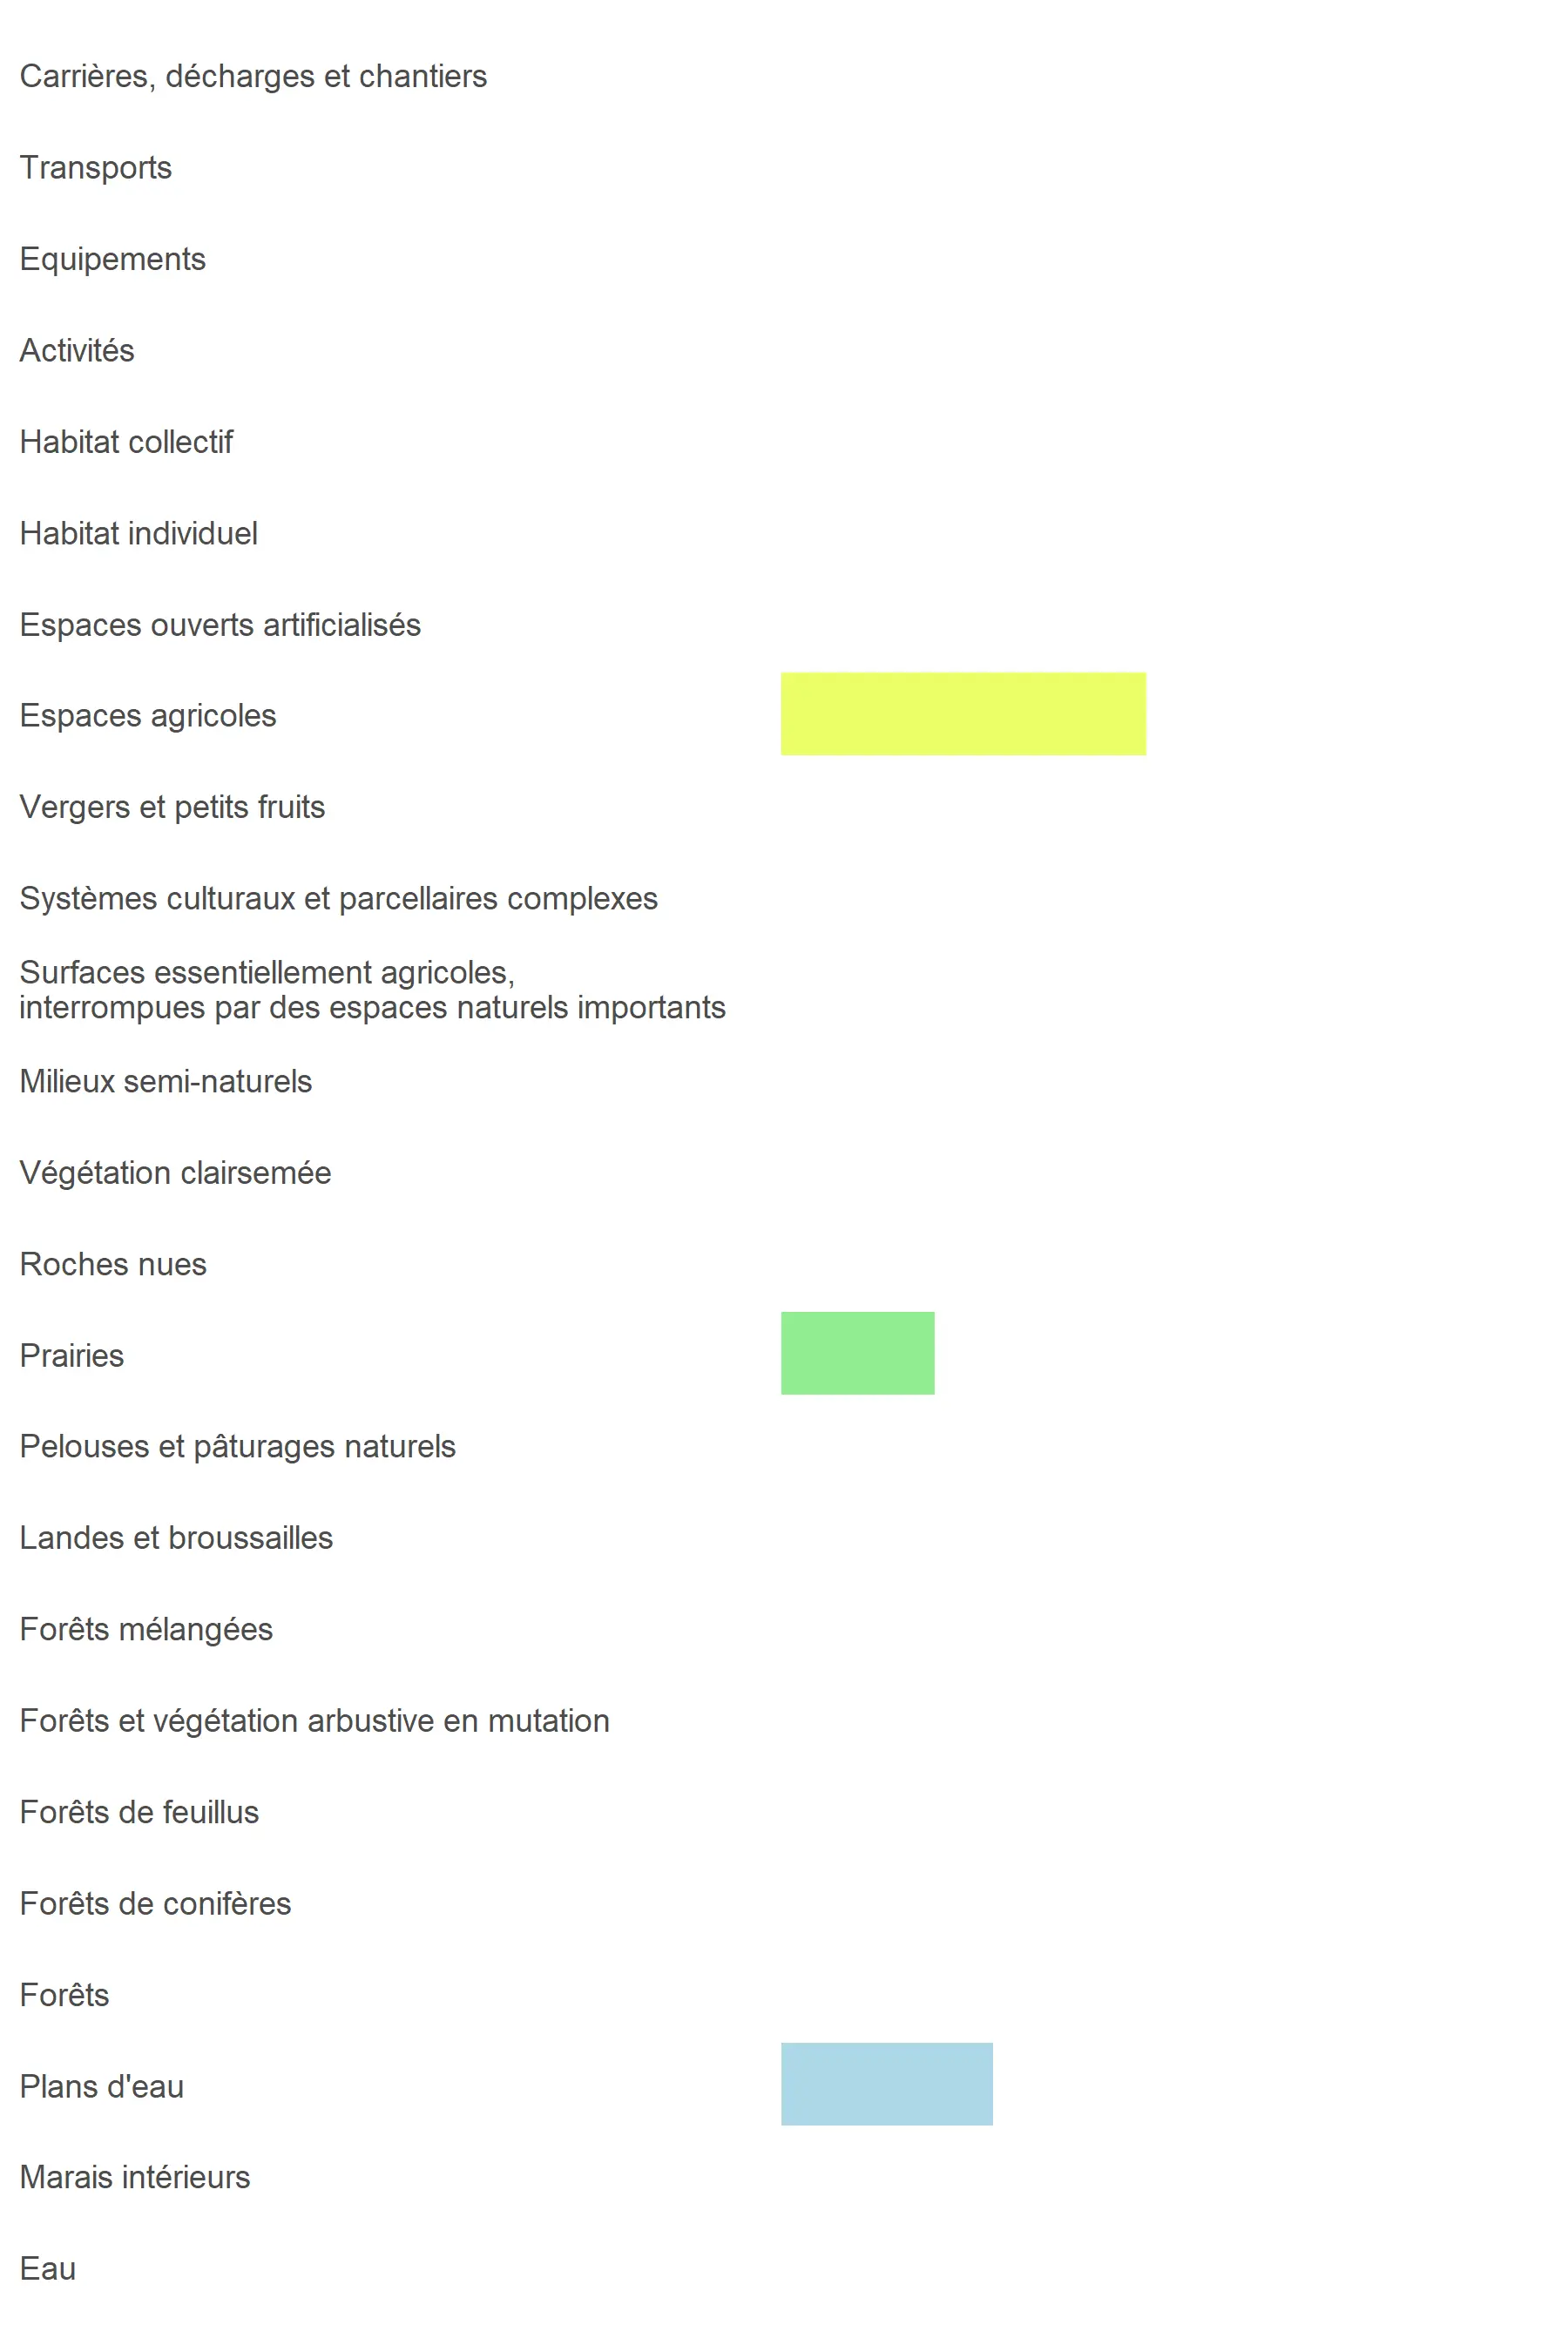 Carrières, décharges et chantiers
Transports
Equipements
Activités
Habitat collectif
Habitat individuel
Espaces ouverts artificialisés
Espaces agricoles
Vergers et petits fruits
Systèmes culturaux et parcellaires complexes
Surfaces essentiellement agricoles,
interrompues par des espaces naturels importants
Milieux semi-naturels
Végétation clairsemée
Roches nues
Prairies
Pelouses et pâturages naturels
Landes et broussailles
Forêts mélangées
Forêts et végétation arbustive en mutation
Forêts de feuillus
Forêts de conifères
Forêts
Plans d'eau
Marais intérieurs
Eau